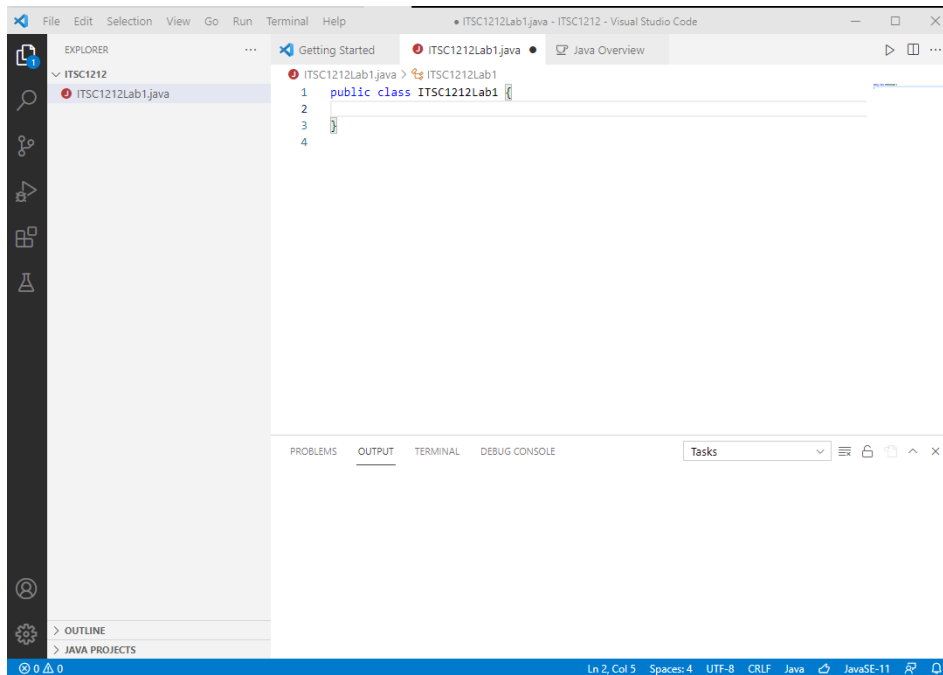 File Edit Selection View Go Run Terminal Help
● ITSC1212Lab1.java - ITSC1212 - Visual Studio Code
EXPLORER
Getting Started
ITSC1212Lab1.java ●
Java Overview
ITSC1212
ITSC1212Lab1.java
ITSC1212Lab1.java > ITSC1212Lab1
1 public class ITSC1212Lab1 {
2
3 }
4
PROBLEMS OUTPUT TERMINAL DEBUG CONSOLE
Tasks
OUTLINE
JAVA PROJECTS
1
0 0
Ln 2, Col 5 Spaces: 4 UTF-8 CRLF Java JavaSE-11